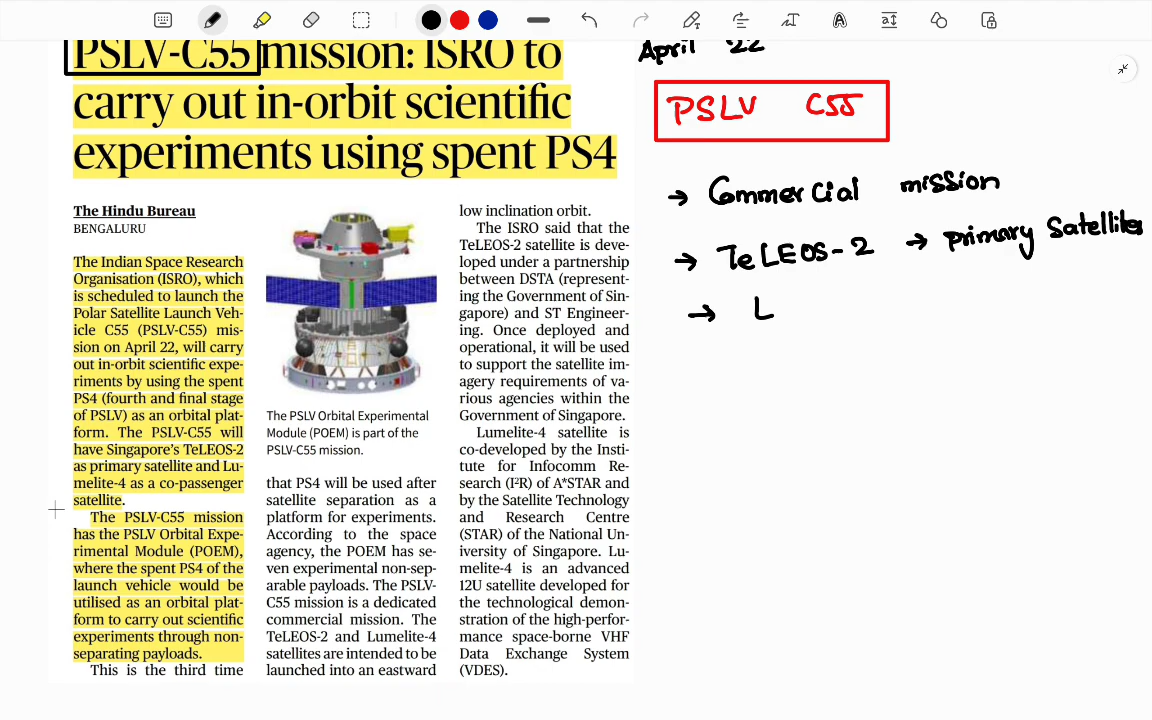 PSLV-C55 mission: ISRO to
carry out in-orbit scientific
experiments using spent PS4
The Hindu Bureau
BENGALURU
The Indian Space Research
Organisation (ISRO), which
is scheduled to launch the
Polar Satellite Launch Veh-
icle C55 (PSLV-C55) mis-
sion on April 22, will carry
out in-orbit scientific expe-
riments by using the spent
PS4 (fourth and final stage
of PSLV) as an orbital plat-
form. The PSLV-C55 will
have Singapore's TeLEOS-2
as primary satellite and Lu-
melite-4 as a co-passenger
satellite.
The PSLV-C55 mission
has the PSLV Orbital Expe-
rimental Module (POEM),
where the spent PS4 of the
launch vehicle would be
utilised as an orbital plat-
form to carry out scientific
experiments through non-
separating payloads.
This is the third time
The PSLV Orbital Experimental
Module (POEM) is part of the
PSLV-C55 mission.
that PS4 will be used after
satellite separation as a
platform for experiments.
According to the space
agency, the POEM has se-
ven experimental non-sep-
arable payloads. The PSLV-
C55 mission is a dedicated
commercial mission. The
TeLEOS-2 and Lumelite-4
satellites are intended to be
launched into an eastward
low inclination orbit.
The ISRO said that the
TeLEOS-2 satellite is deve-
loped under a partnership
between DSTA (represent-
ing the Government of Sin-
gapore) and ST Engineer-
ing. Once deployed and
operational, it will be used
to support the satellite im-
agery requirements of va-
rious agencies within the
Government of Singapore.
Lumelite-4 satellite is
co-developed by the Insti-
tute for Infocomm Re-
search (I²R) of A*STAR and
by the Satellite Technology
and Research Centre
(STAR) of the National Un-
iversity of Singapore. Lu-
melite-4 is an advanced
12U satellite developed for
the technological demon-
stration of the high-perfor-
mance space-borne VHF
Data Exchange System
(VDES).
April 22
PSLV C55
→ Commercial mission
→ TeLEOS-2 → primary Satellites
→ L